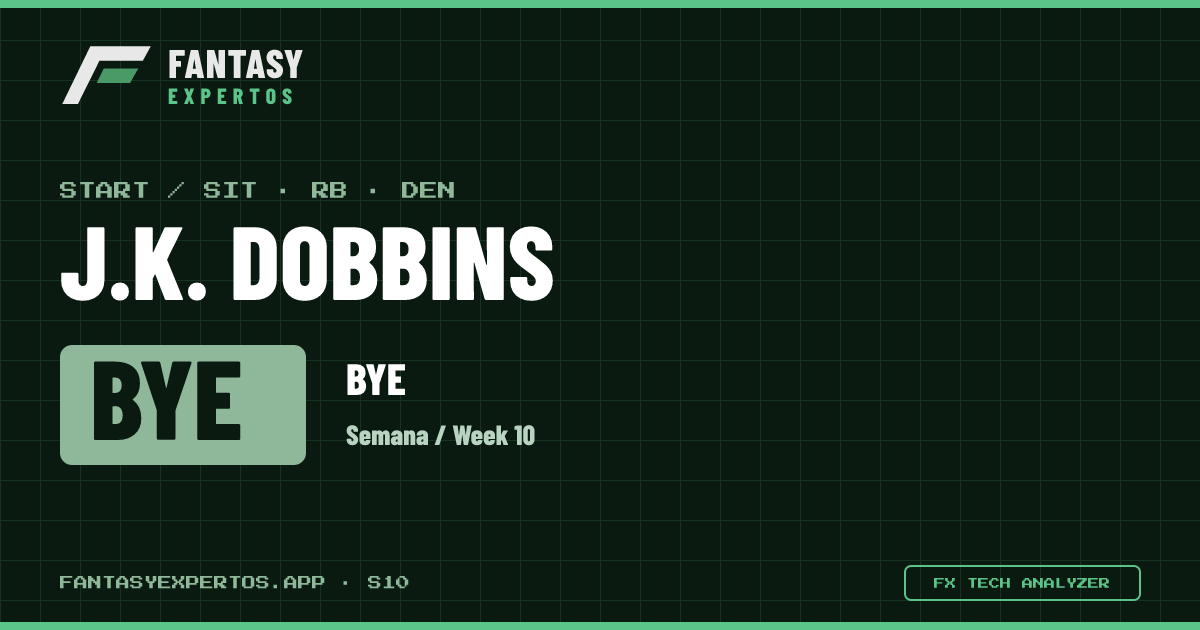 FANTASY
EXPERTOS
START / SIT · RB · DEN
J.K. DOBBINS
BYE
BYE
Semana / Week 10
FANTASYEXPERTOS.APP · S10
FX TECH ANALYZER